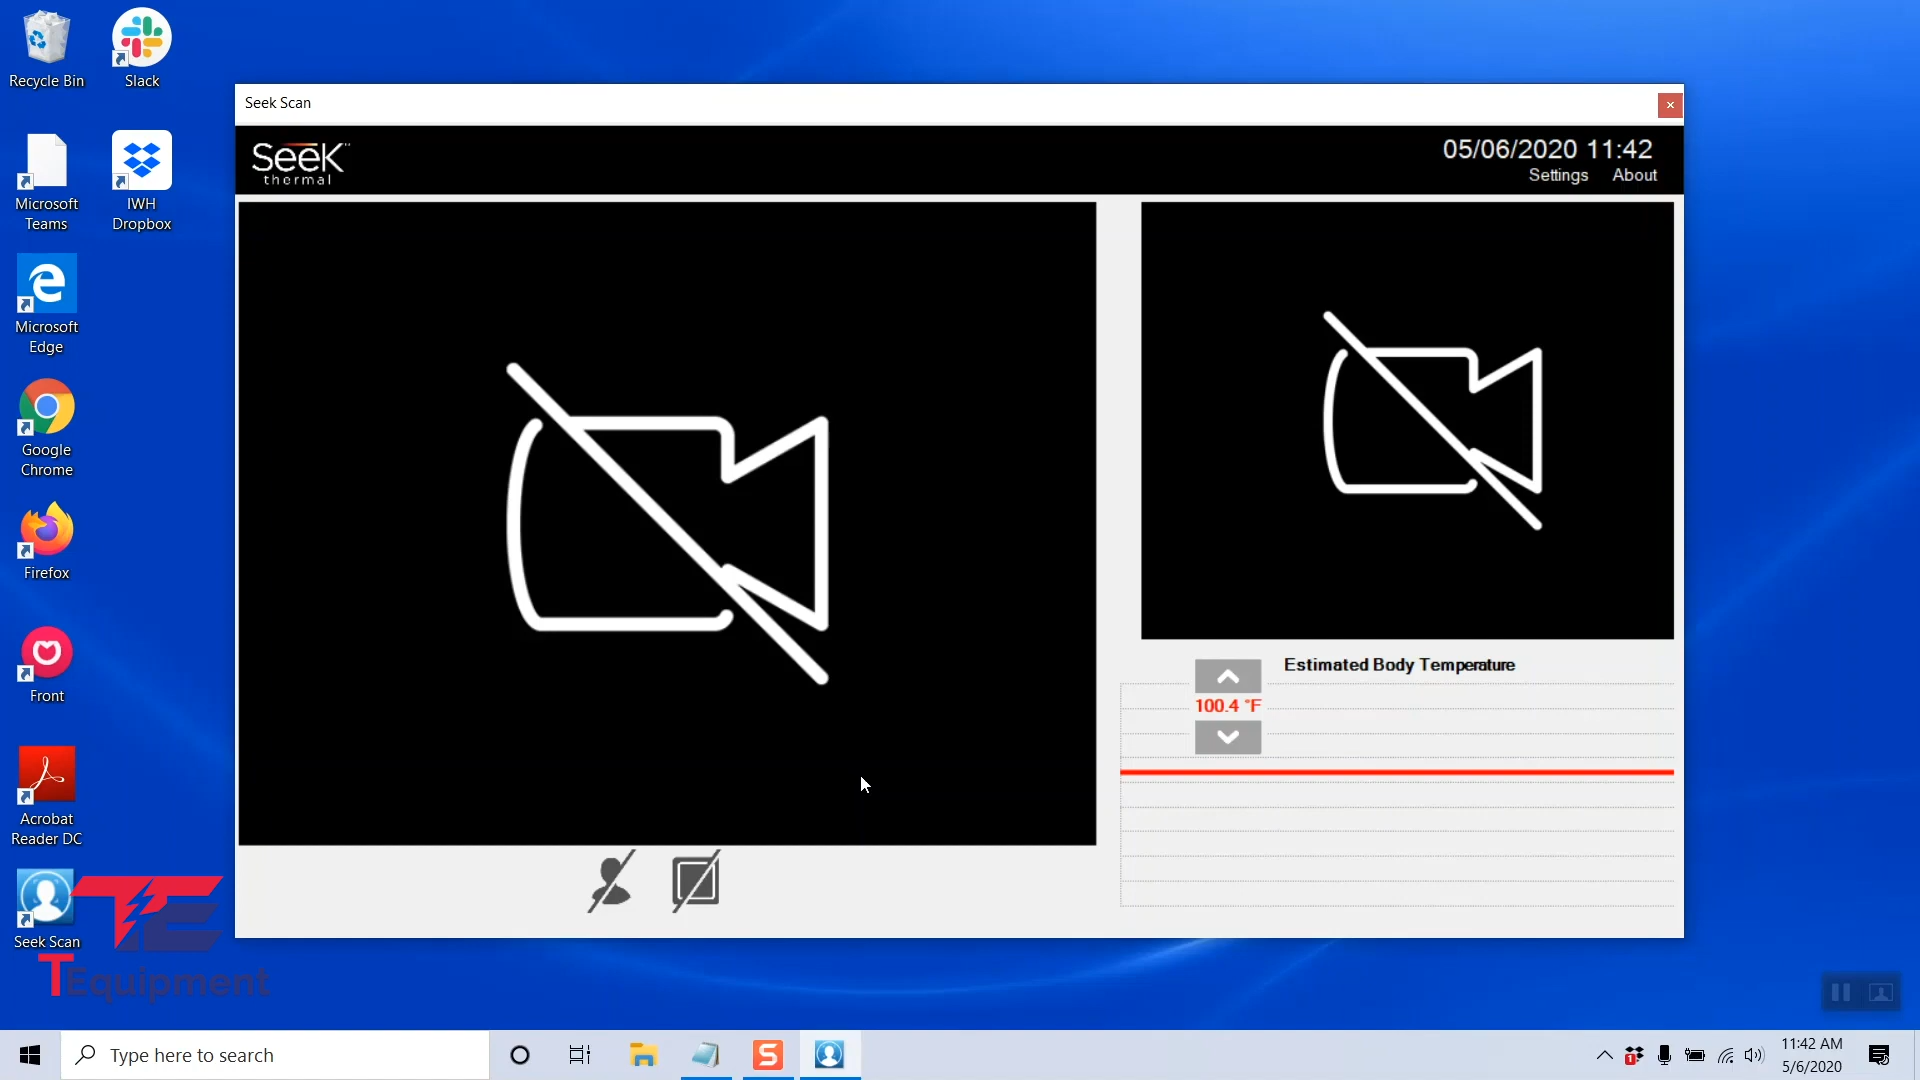 Recycle Bin
Slack
Microsoft
Teams
IWH
Dropbox
Microsoft
Edge
Google
Chrome
Firefox
Front
Acrobat
Reader DC
Seek Scan
TE
TEquipment
Seek Scan
Seek
thermal
05/06/2020 11:42
Settings About
Estimated Body Temperature
100.4 °F
Type here to search
S
1
11:42 AM
5/6/2020